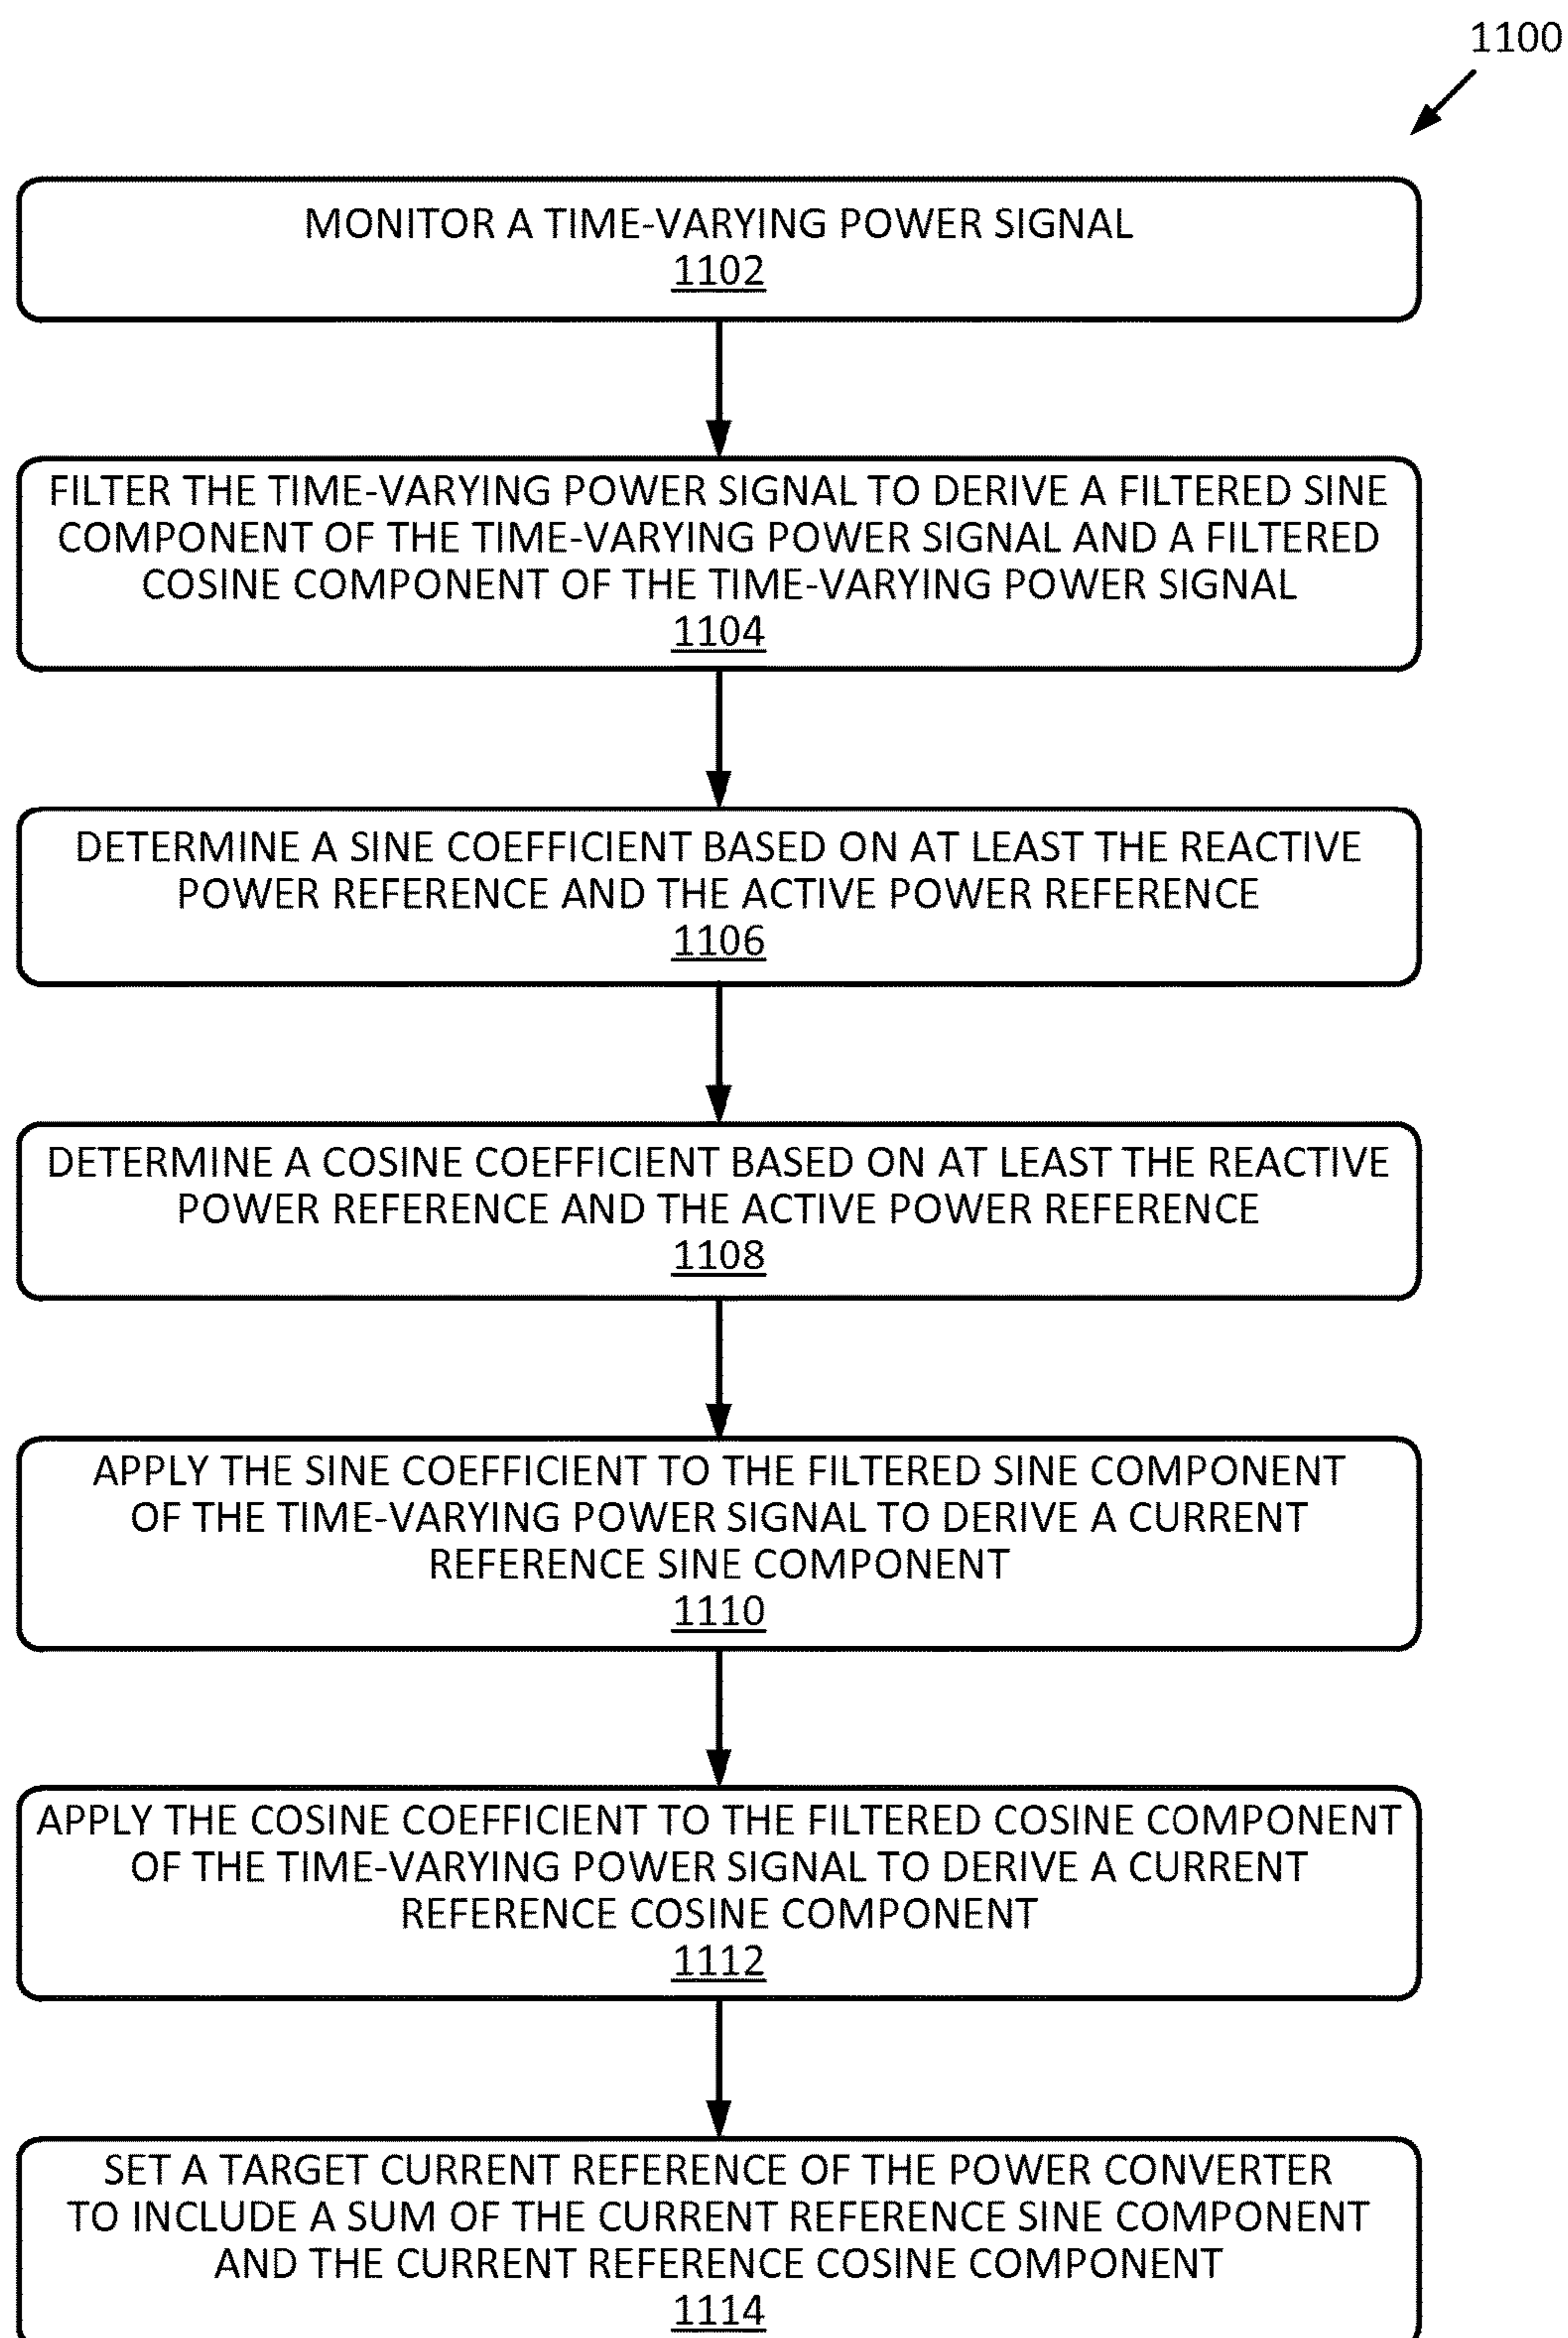 1100
MONITOR A TIME-VARYING POWER SIGNAL
1102
FILTER THE TIME-VARYING POWER SIGNAL TO DERIVE A FILTERED SINE
COMPONENT OF THE TIME-VARYING POWER SIGNAL AND A FILTERED
COSINE COMPONENT OF THE TIME-VARYING POWER SIGNAL
1104
DETERMINE A SINE COEFFICIENT BASED ON AT LEAST THE REACTIVE
POWER REFERENCE AND THE ACTIVE POWER REFERENCE
1106
DETERMINE A COSINE COEFFICIENT BASED ON AT LEAST THE REACTIVE
POWER REFERENCE AND THE ACTIVE POWER REFERENCE
1108
APPLY THE SINE COEFFICIENT TO THE FILTERED SINE COMPONENT
OF THE TIME-VARYING POWER SIGNAL TO DERIVE A CURRENT
REFERENCE SINE COMPONENT
1110
APPLY THE COSINE COEFFICIENT TO THE FILTERED COSINE COMPONENT
OF THE TIME-VARYING POWER SIGNAL TO DERIVE A CURRENT
REFERENCE COSINE COMPONENT
1112
SET A TARGET CURRENT REFERENCE OF THE POWER CONVERTER
TO INCLUDE A SUM OF THE CURRENT REFERENCE SINE COMPONENT
AND THE CURRENT REFERENCE COSINE COMPONENT
1114